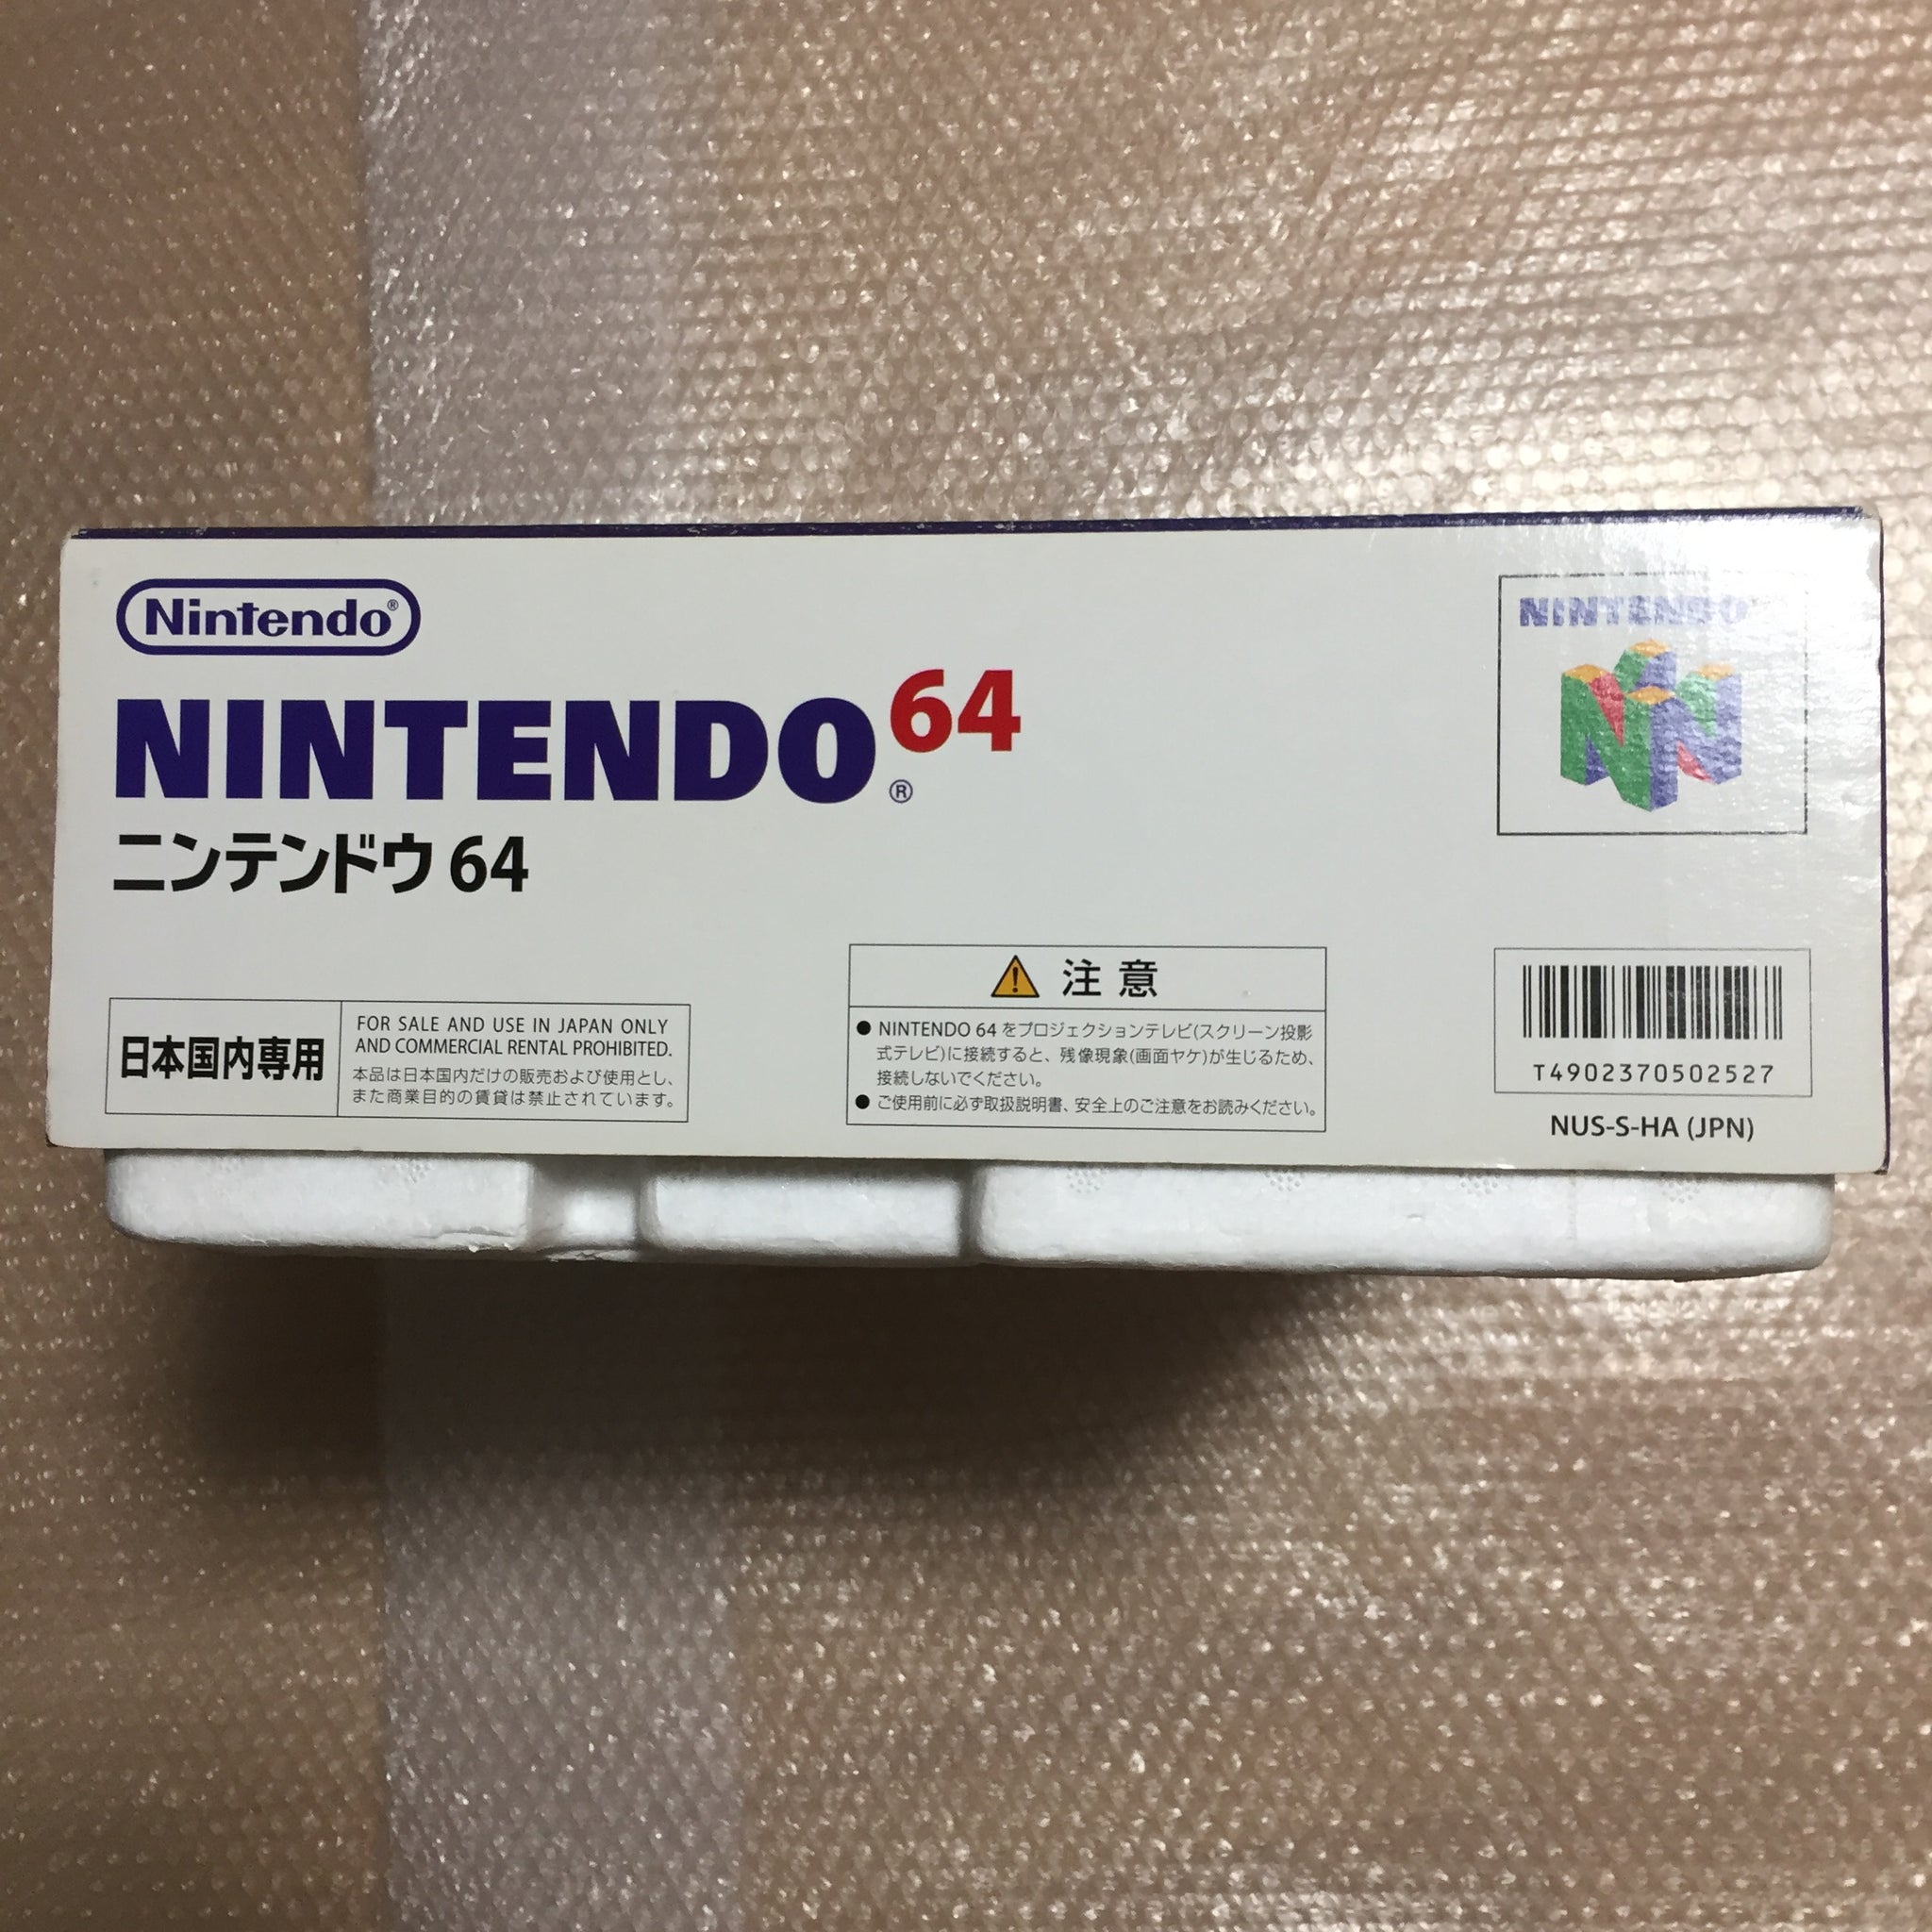 Nintendo®
NINTENDO64®
ニンテンドウ64
NINTENDO
日本国内専用
FOR SALE AND USE IN JAPAN ONLY
AND COMMERCIAL RENTAL PROHIBITED.
本品は日本国内だけの販売および使用とし、
また商業目的の賃貸は禁止されています。
注意
● NINTENDO 64 をプロジェクションテレビ(スクリーン投影
式テレビ)に接続すると、残像現象(画面ヤケ)が生じるため、
接続しないでください。
● ご使用前に必ず取扱説明書、安全上のご注意をお読みください。
T4902370502527
NUS-S-HA (JPN)